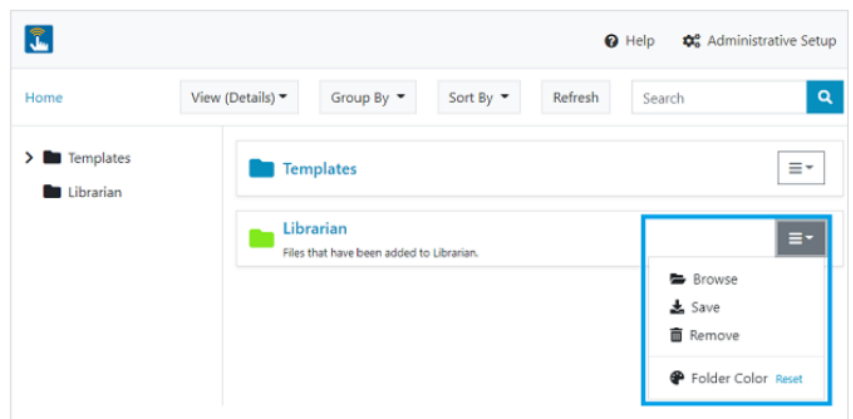 Help Administrative Setup
Home View (Details) Group By Sort By Refresh Search
Templates
Librarian
Templates
Librarian
Files that have been added to Librarian.
Browse
Save
Remove
Folder Color Reset